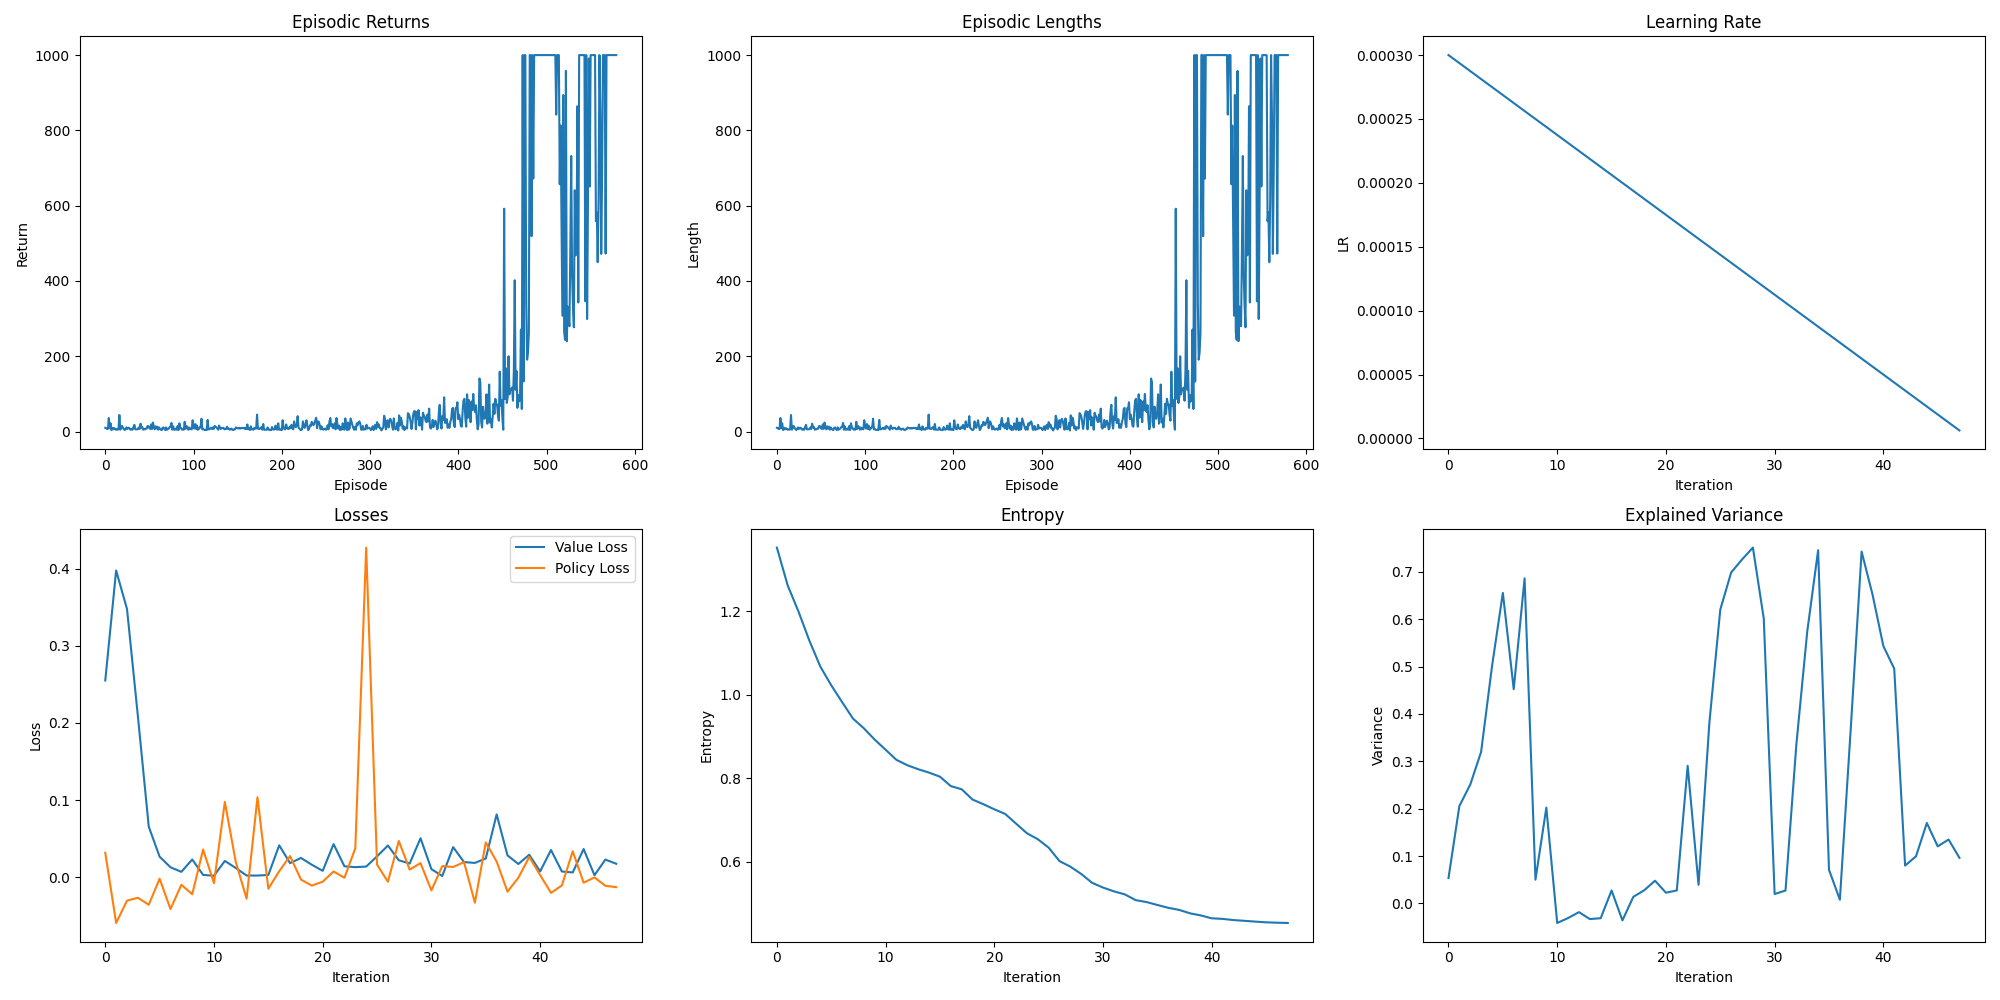 Episodic Returns
1000
800
600
400
200
0
Return
0 100 200 300 400 500 600
Episode
Episodic Lengths
1000
800
600
400
200
0
Length
0 100 200 300 400 500 600
Episode
Learning Rate
0.00030
0.00025
0.00020
0.00015
0.00010
0.00005
0.00000
LR
0 10 20 30 40
Iteration
Losses
Value Loss
Policy Loss
0.4
0.3
0.2
0.1
0.0
Loss
0 10 20 30 40
Iteration
Entropy
1.2
1.0
0.8
0.6
Entropy
0 10 20 30 40
Iteration
Explained Variance
0.7
0.6
0.5
0.4
0.3
0.2
0.1
0.0
Variance
0 10 20 30 40
Iteration